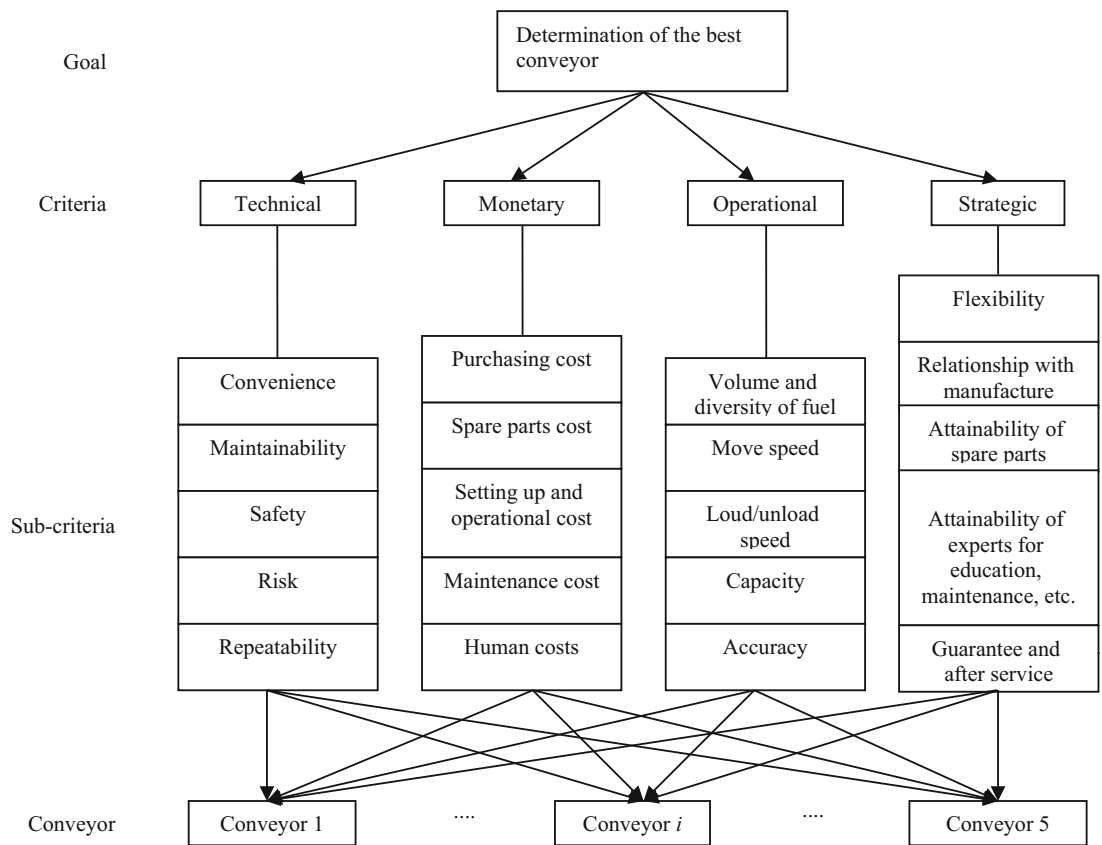 Goal
Determination of the best
conveyor
Criteria
Technical
Monetary
Operational
Strategic
Sub-criteria
Convenience
Maintainability
Safety
Risk
Repeatability
Purchasing cost
Spare parts cost
Setting up and
operational cost
Maintenance cost
Human costs
Volume and
diversity of fuel
Move speed
Loud/unload
speed
Capacity
Accuracy
Flexibility
Relationship with
manufacture
Attainability of
spare parts
Attainability of
experts for
education,
maintenance, etc.
Guarantee and
after service
Conveyor
Conveyor 1
....
Conveyor i
....
Conveyor 5